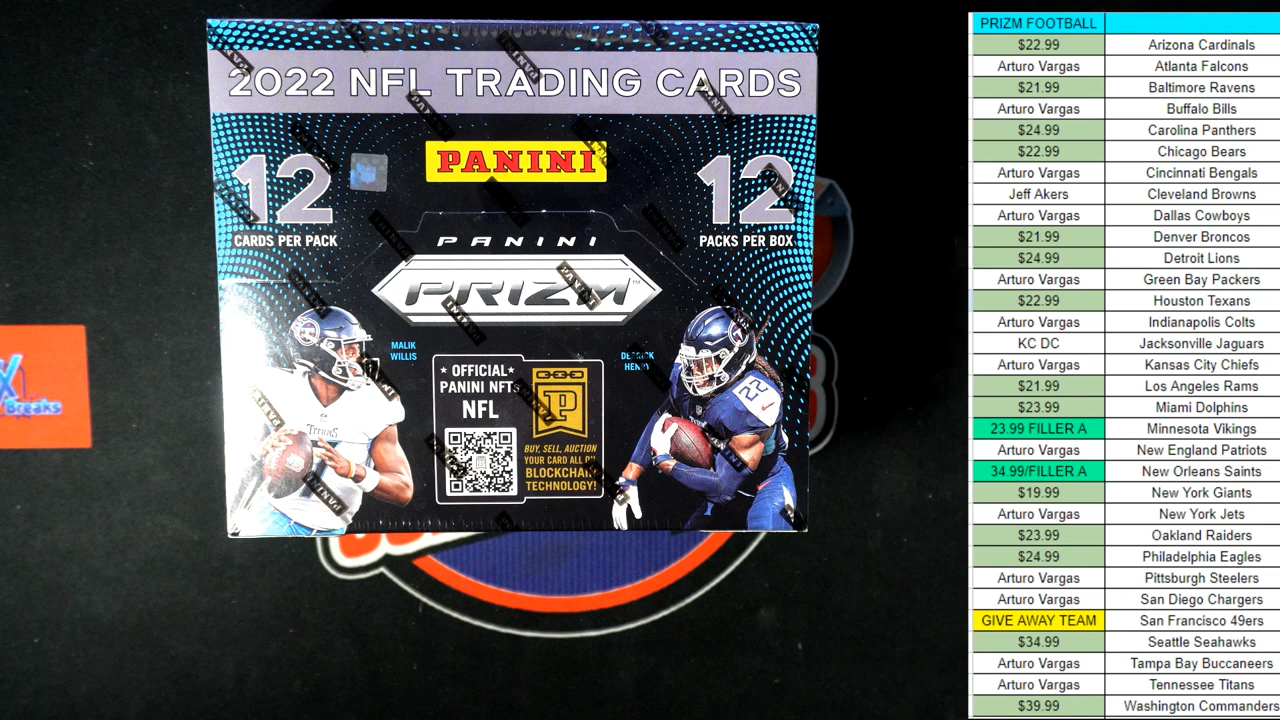 2022 NFL TRADING CARDS
PANINI
12
CARDS PER PACK
12
PACKS PER BOX
PANINI
PRIZM
MALIK
WILLIS
DERRICK
HENRY
OFFICIAL
PANINI NFTs
NFL
P
BUY, SELL, AUCTION
YOUR CARD ALL ON
BLOCKCHAIN
TECHNOLOGY!
TITANS
22
Breaks
PRIZM FOOTBALL
$22.99 Arizona Cardinals
Arturo Vargas Atlanta Falcons
$21.99 Baltimore Ravens
Arturo Vargas Buffalo Bills
$24.99 Carolina Panthers
$22.99 Chicago Bears
Arturo Vargas Cincinnati Bengals
Jeff Akers Cleveland Browns
Arturo Vargas Dallas Cowboys
$21.99 Denver Broncos
$24.99 Detroit Lions
Arturo Vargas Green Bay Packers
$22.99 Houston Texans
Arturo Vargas Indianapolis Colts
KC DC Jacksonville Jaguars
Arturo Vargas Kansas City Chiefs
$21.99 Los Angeles Rams
$23.99 Miami Dolphins
23.99 FILLER A Minnesota Vikings
Arturo Vargas New England Patriots
34.99/FILLER A New Orleans Saints
$19.99 New York Giants
Arturo Vargas New York Jets
$23.99 Oakland Raiders
$24.99 Philadelphia Eagles
Arturo Vargas Pittsburgh Steelers
Arturo Vargas San Diego Chargers
GIVE AWAY TEAM San Francisco 49ers
$34.99 Seattle Seahawks
Arturo Vargas Tampa Bay Buccaneers
Arturo Vargas Tennessee Titans
$39.99 Washington Commanders